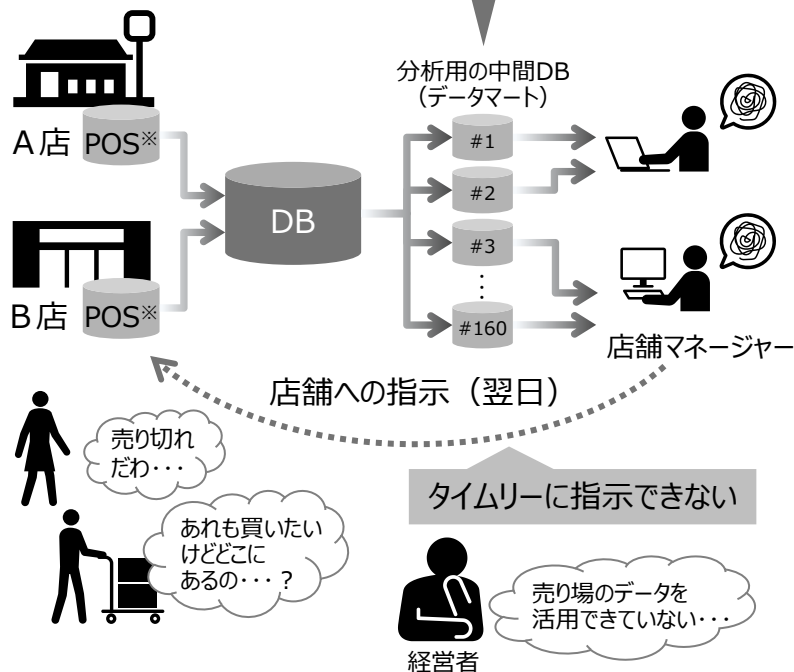 分析用の中間DB
（データマート）
A店 POS※
#1
#2
DB
#3
⋮
#160
B店 POS※
店舗マネージャー
店舗への指示（翌日）
売り切れ
だわ・・・
タイムリーに指示できない
あれも買いたい
けどどこに
あるの・・・？
売り場のデータを
活用できていない・・・
経営者